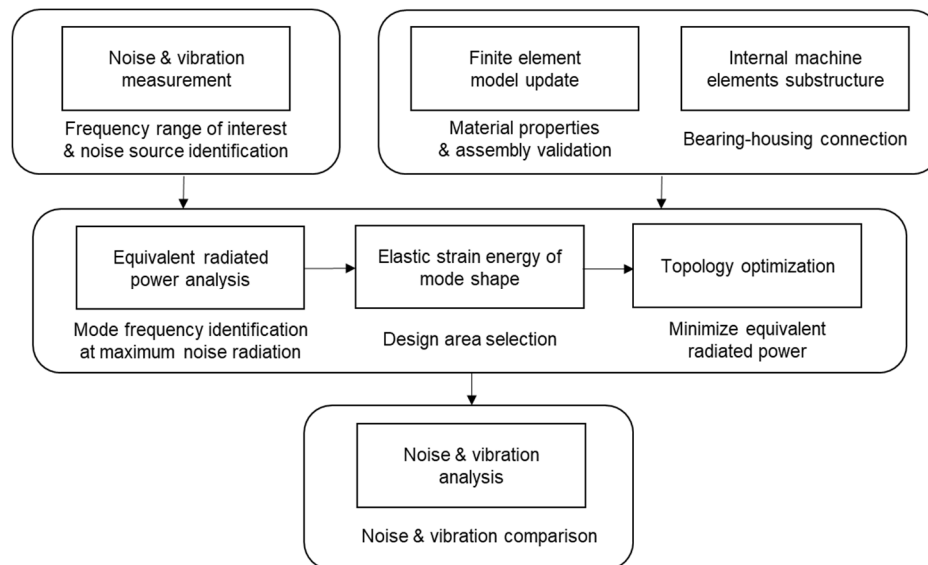 Noise & vibration
measurement
Frequency range of interest
& noise source identification
Finite element
model update
Material properties
& assembly validation
Internal machine
elements substructure
Bearing-housing connection
Equivalent radiated
power analysis
Mode frequency identification
at maximum noise radiation
Elastic strain energy of
mode shape
Design area selection
Topology optimization
Minimize equivalent
radiated power
Noise & vibration
analysis
Noise & vibration comparison